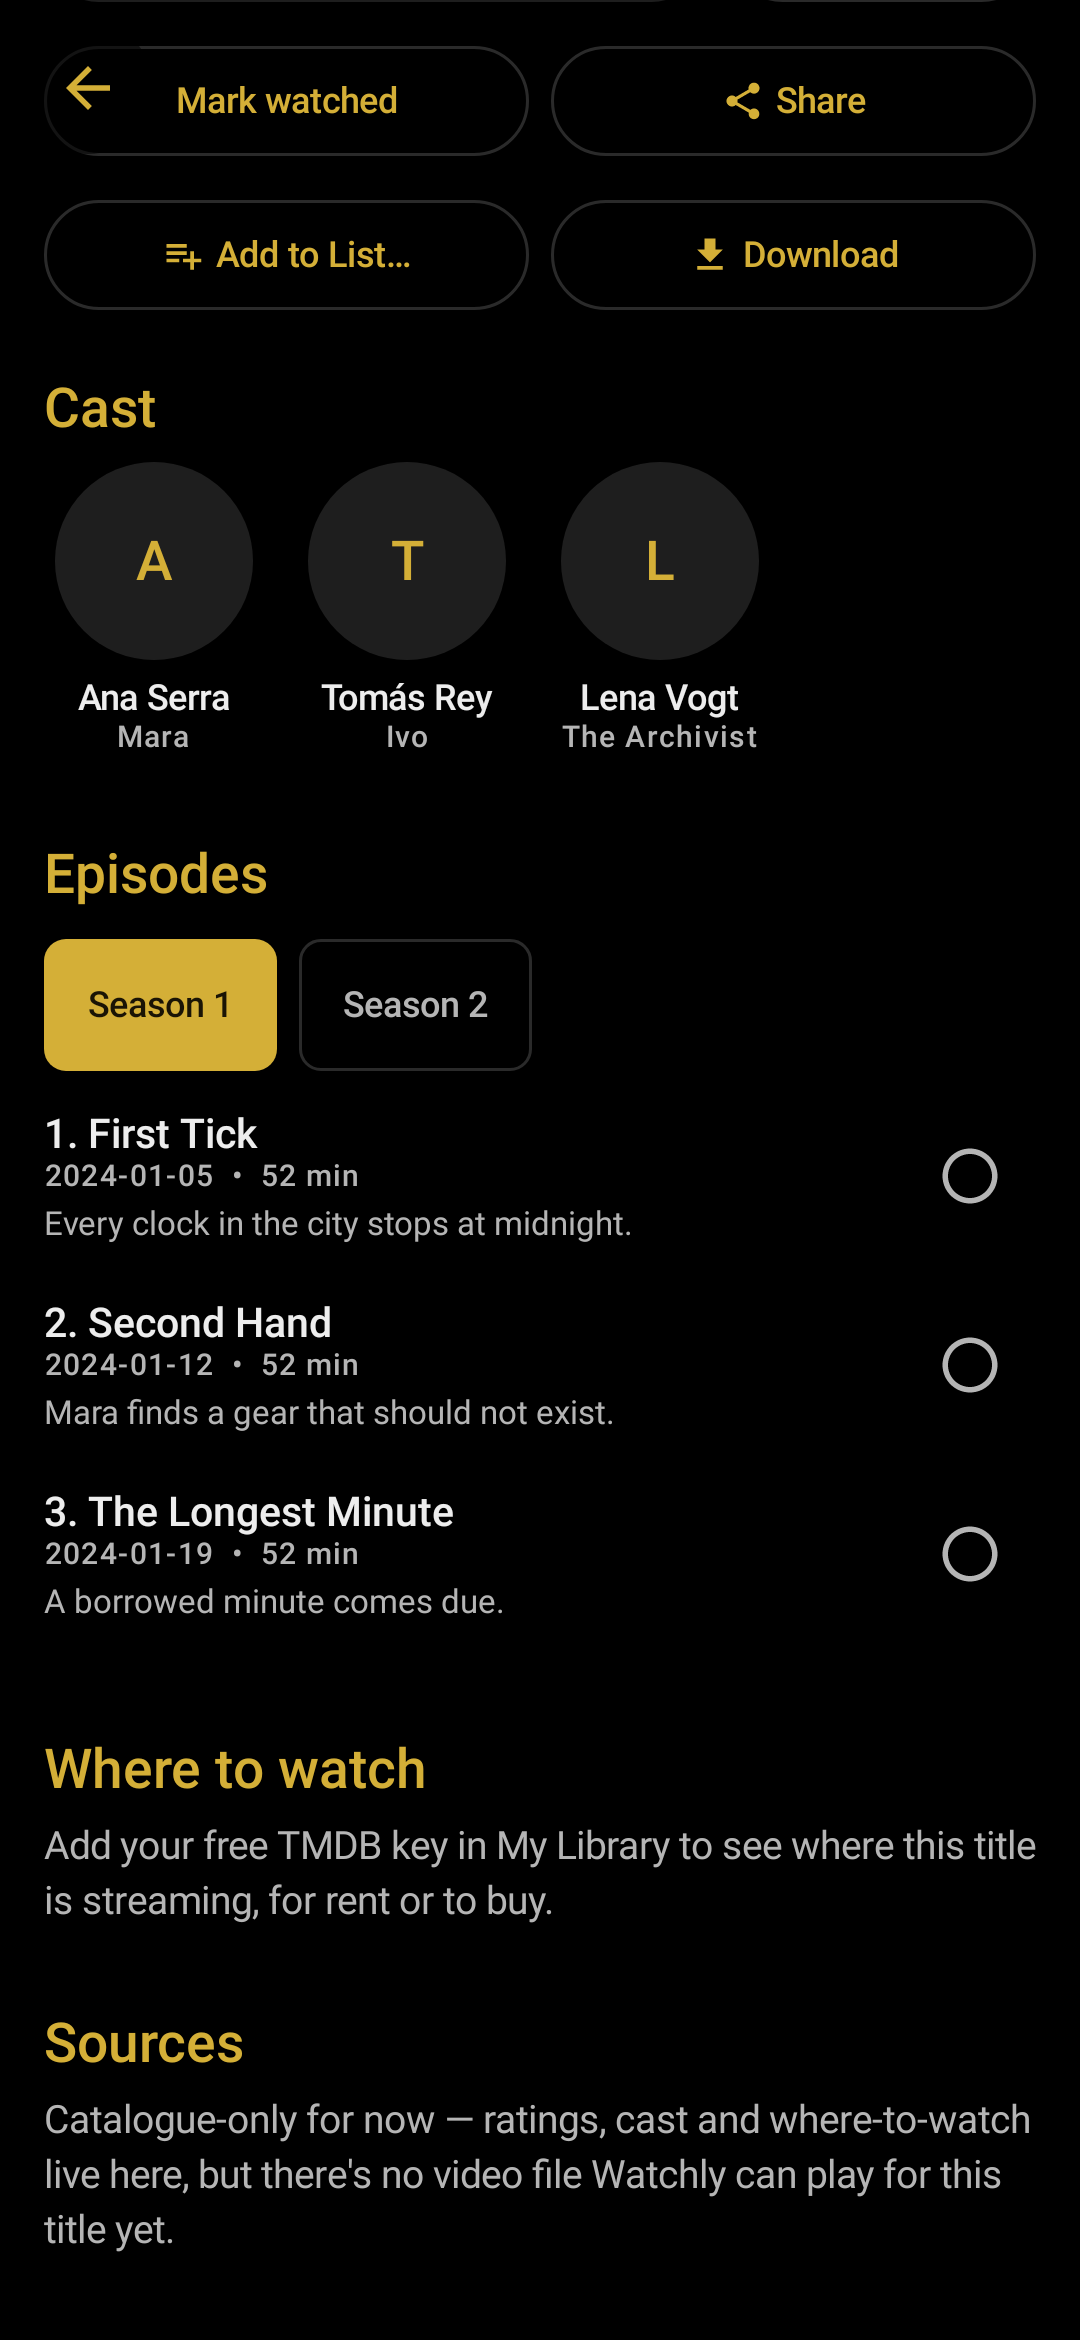 Mark watched
Share
Add to List...
Download
Cast
A
T
L
Ana Serra
Tomás Rey
Lena Vogt
Mara
Ivo
The Archivist
Episodes
Season 1
Season 2
1. First Tick
2024-01-05 • 52 min
Every clock in the city stops at midnight.
2. Second Hand
2024-01-12 • 52 min
Mara finds a gear that should not exist.
3. The Longest Minute
2024-01-19 • 52 min
A borrowed minute comes due.
Where to watch
Add your free TMDB key in My Library to see where this title
is streaming, for rent or to buy.
Sources
Catalogue-only for now — ratings, cast and where-to-watch
live here, but there's no video file Watchly can play for this
title yet.